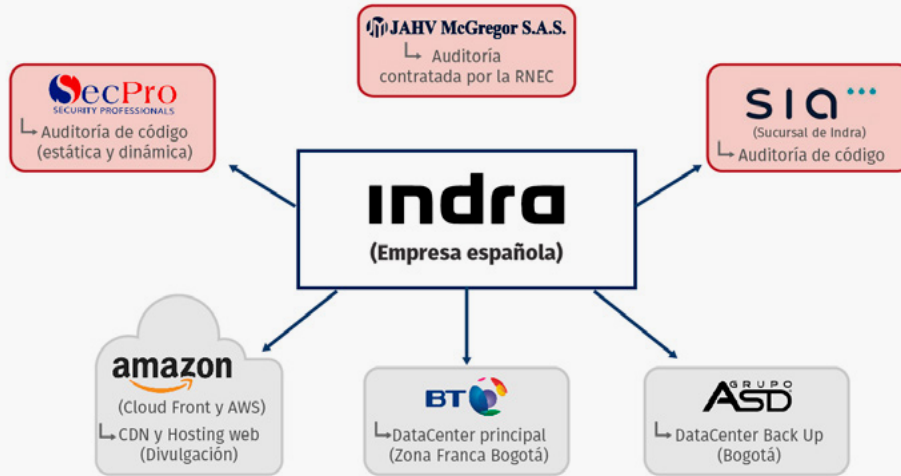 JAHV McGregor S.A.S.
Auditoría
contratada por la RNEC
SecPro
SECURITY PROFESSIONALS
Auditoría de código
(estática y dinámica)
sia
(Sucursal de Indra)
Auditoría de código
indra
(Empresa española)
amazon
(Cloud Front y AWS)
CDN y Hosting web
(Divulgación)
BT
DataCenter principal
(Zona Franca Bogotá)
GRUPO
ASD
DataCenter Back Up
(Bogotá)